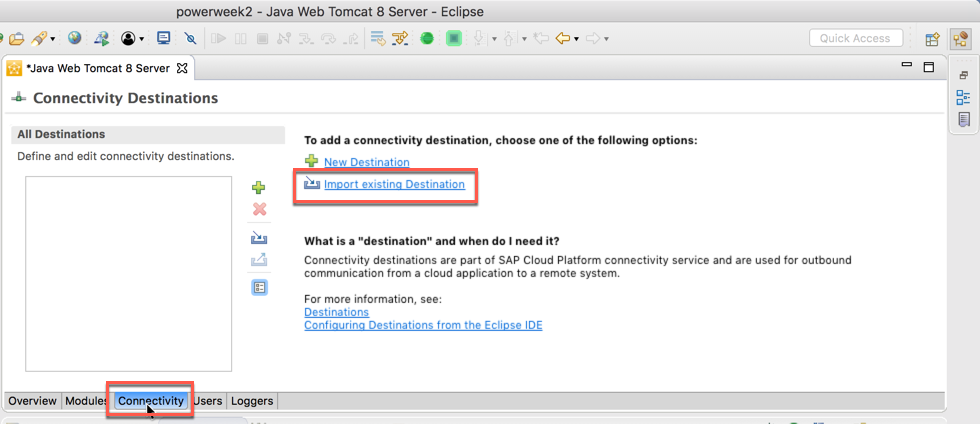 powerweek2 - Java Web Tomcat 8 Server - Eclipse
Quick Access
*Java Web Tomcat 8 Server
Connectivity Destinations
All Destinations
Define and edit connectivity destinations.
To add a connectivity destination, choose one of the following options:
New Destination
Import existing Destination
What is a "destination" and when do I need it?
Connectivity destinations are part of SAP Cloud Platform connectivity service and are used for outbound
communication from a cloud application to a remote system.
For more information, see:
Destinations
Configuring Destinations from the Eclipse IDE
Overview Modules Connectivity Users Loggers